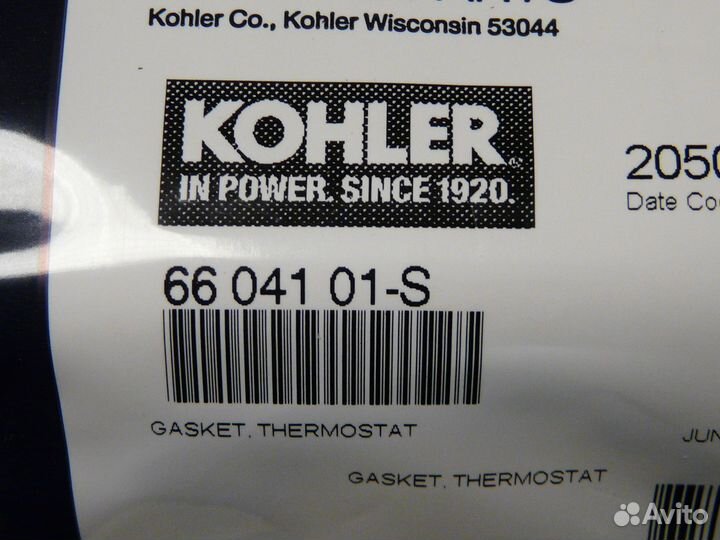 Kohler Co., Kohler Wisconsin 53044
KOHLER
IN POWER. SINCE 1920.
2050
Date Co
66 041 01-S
GASKET, THERMOSTAT
JUN
GASKET, THERMOSTAT
Avito